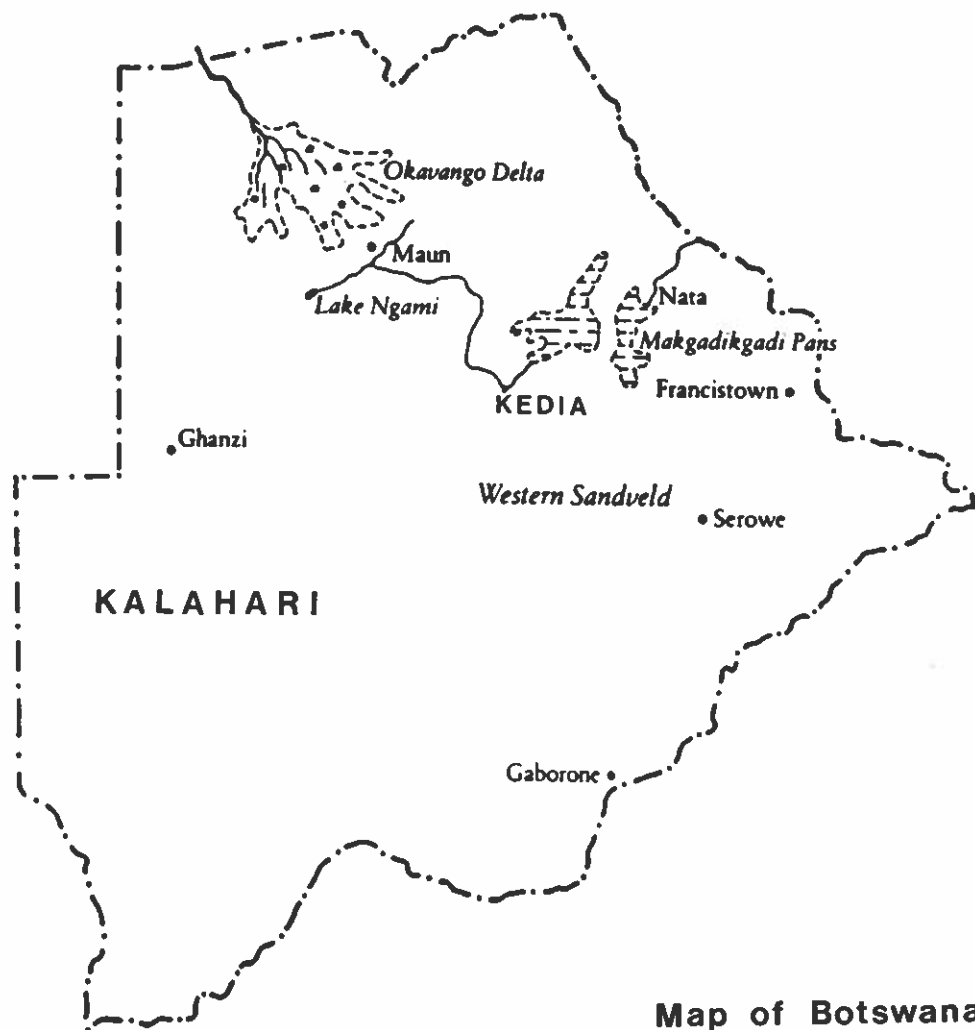 Okavango Delta
Maun
Lake Ngami
Nata
Makgadikgadi Pans
KEDIA
Francistown
Ghanzi
Western Sandveld
Serowe
KALAHARI
Gaborone
Map of Botswana